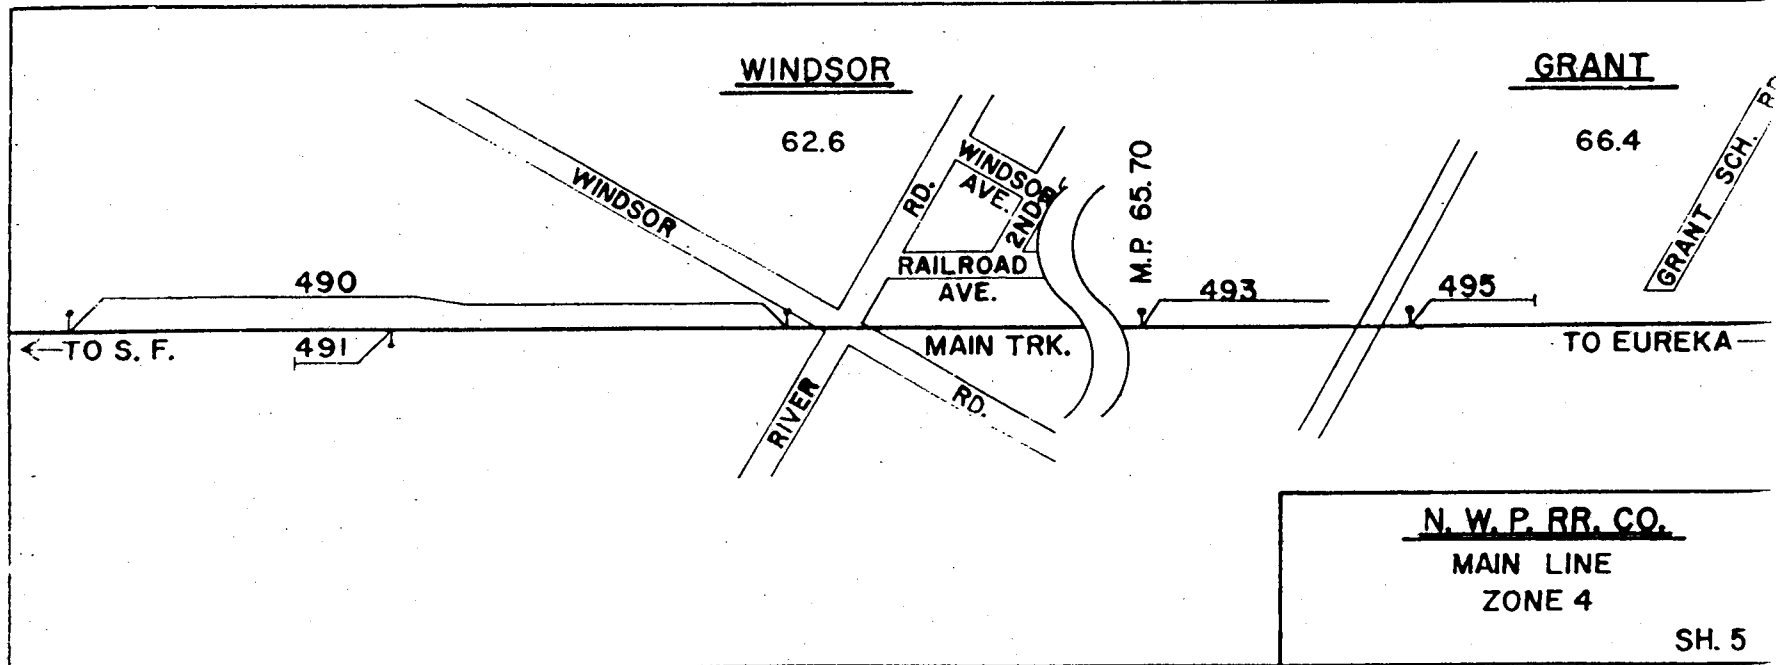 WINDSOR
62.6
GRANT
66.4
WINDSOR
RD.
WINDSOR
AVE.
2ND
RAILROAD
AVE.
M.P. 65.70
GRANT SCH. RD
490
491
493
495
←TO S. F.
MAIN TRK.
TO EUREKA
RIVER
RD.
N. W. P. RR. CO.
MAIN LINE
ZONE 4
SH. 5